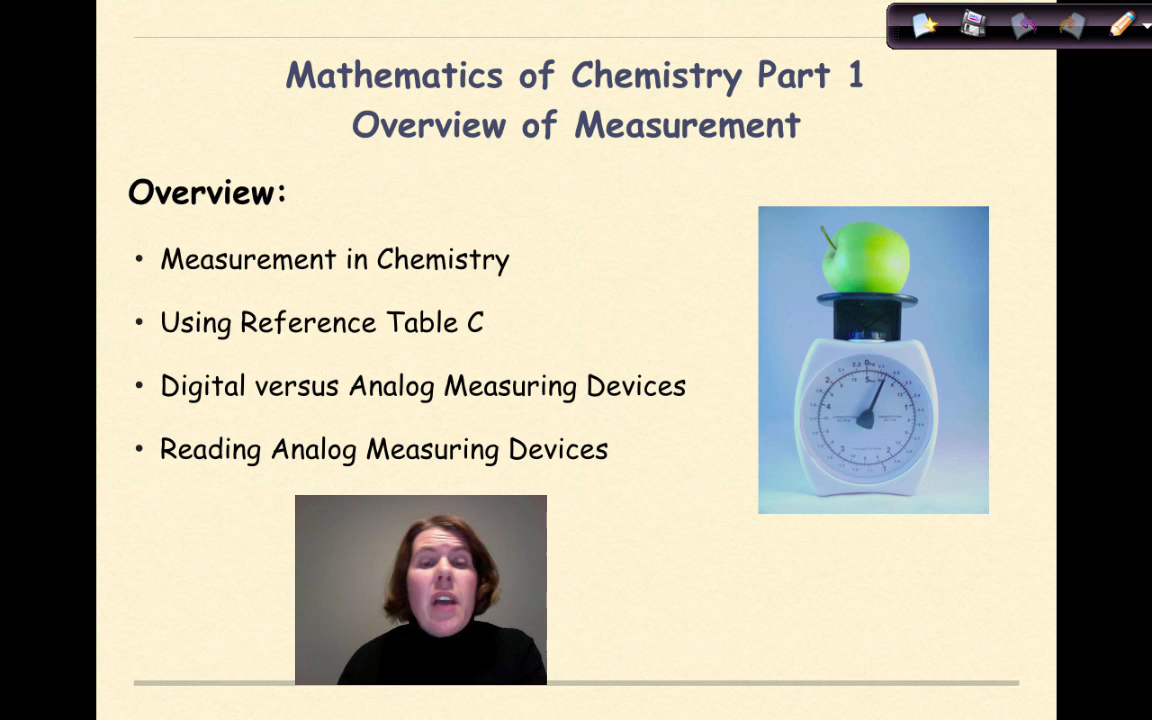 Mathematics of Chemistry Part 1
Overview of Measurement
Overview:
• Measurement in Chemistry
• Using Reference Table C
• Digital versus Analog Measuring Devices
• Reading Analog Measuring Devices